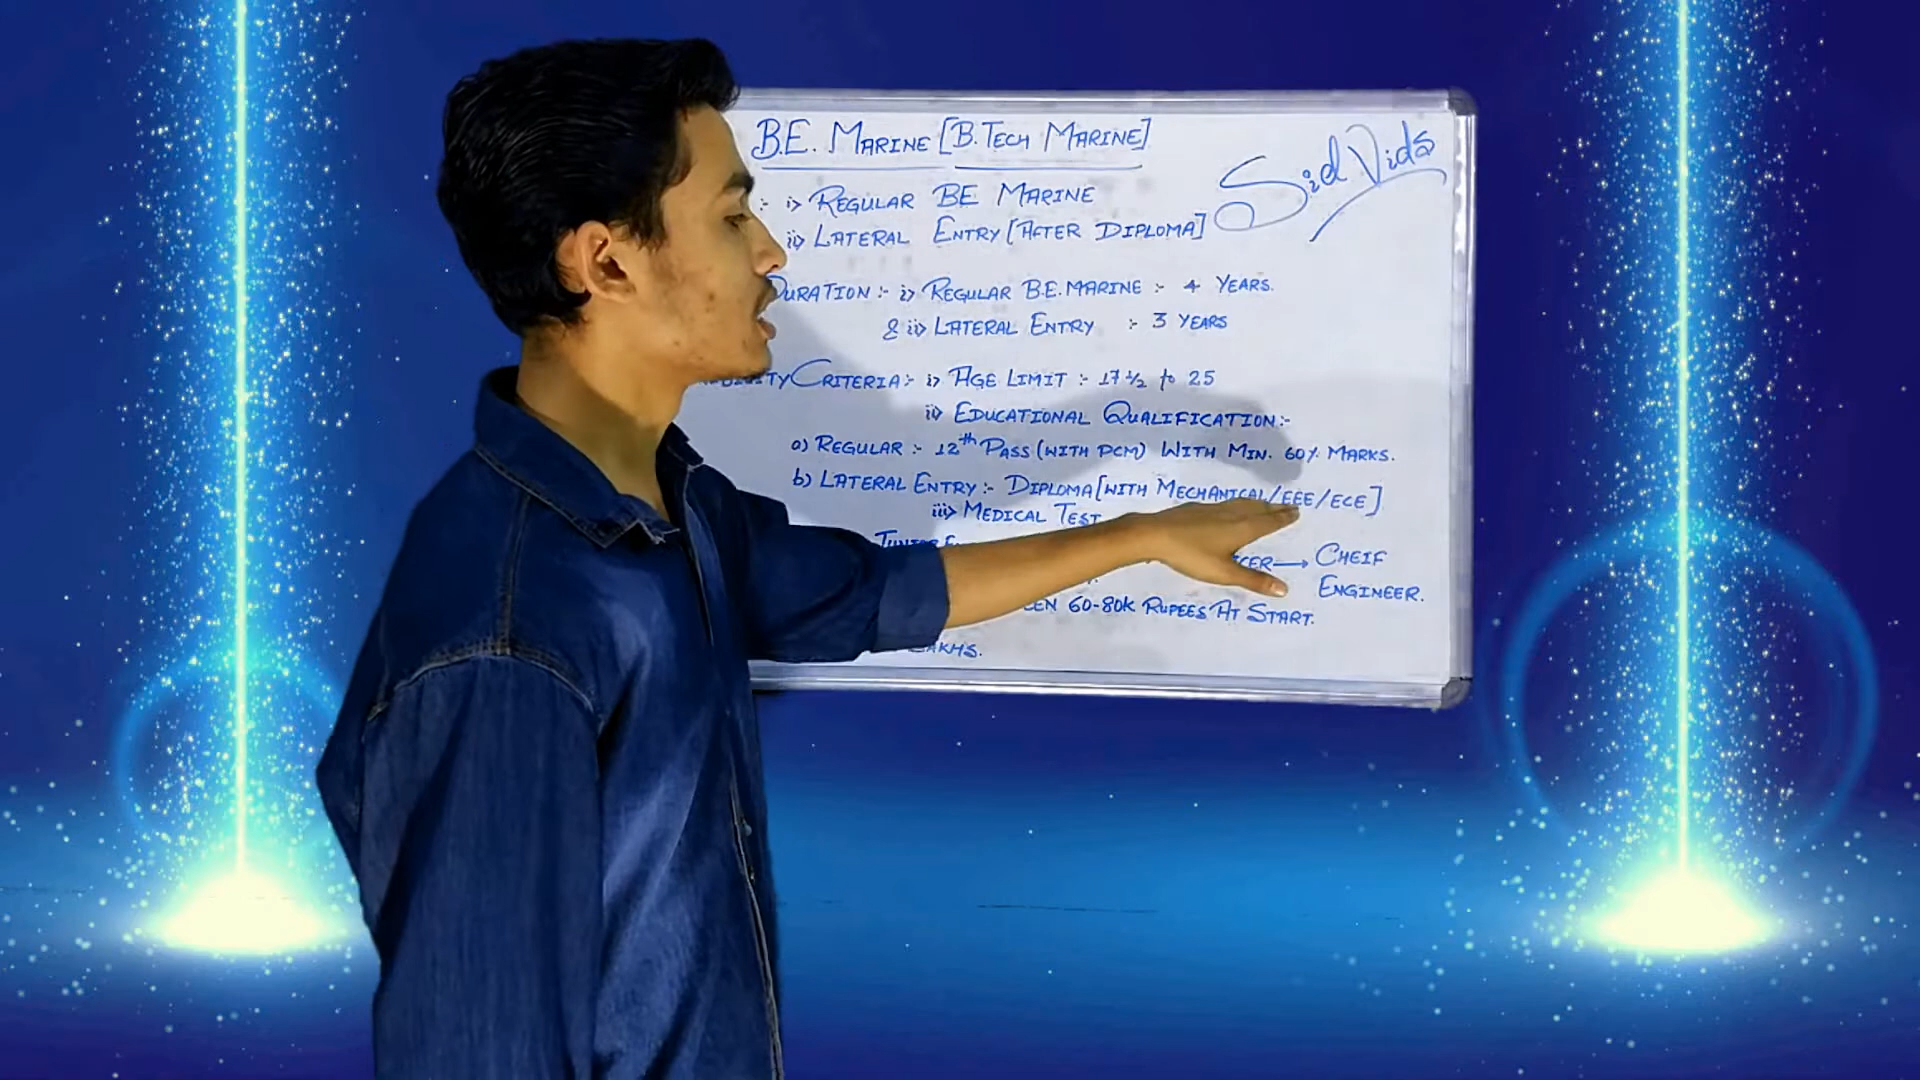 B.E. MARINE [B.TECH MARINE]
Sid Vids
:- i> REGULAR BE MARINE
ii> LATERAL ENTRY [AFTER DIPLOMA]
DURATION :- i> REGULAR B.E. MARINE :- 4 YEARS.
& ii> LATERAL ENTRY :- 3 YEARS
CRITERIA :- i> AGE LIMIT :- 17 1/2 to 25
ii> EDUCATIONAL QUALIFICATION :-
a) REGULAR :- 12th PASS (WITH PCM) WITH MIN. 60% MARKS.
b) LATERAL ENTRY :- DIPLOMA [WITH MECHANICAL/EEE/ECE]
iii> MEDICAL TEST
→ CHEIF
ENGINEER.
60-80K RUPEES AT START.